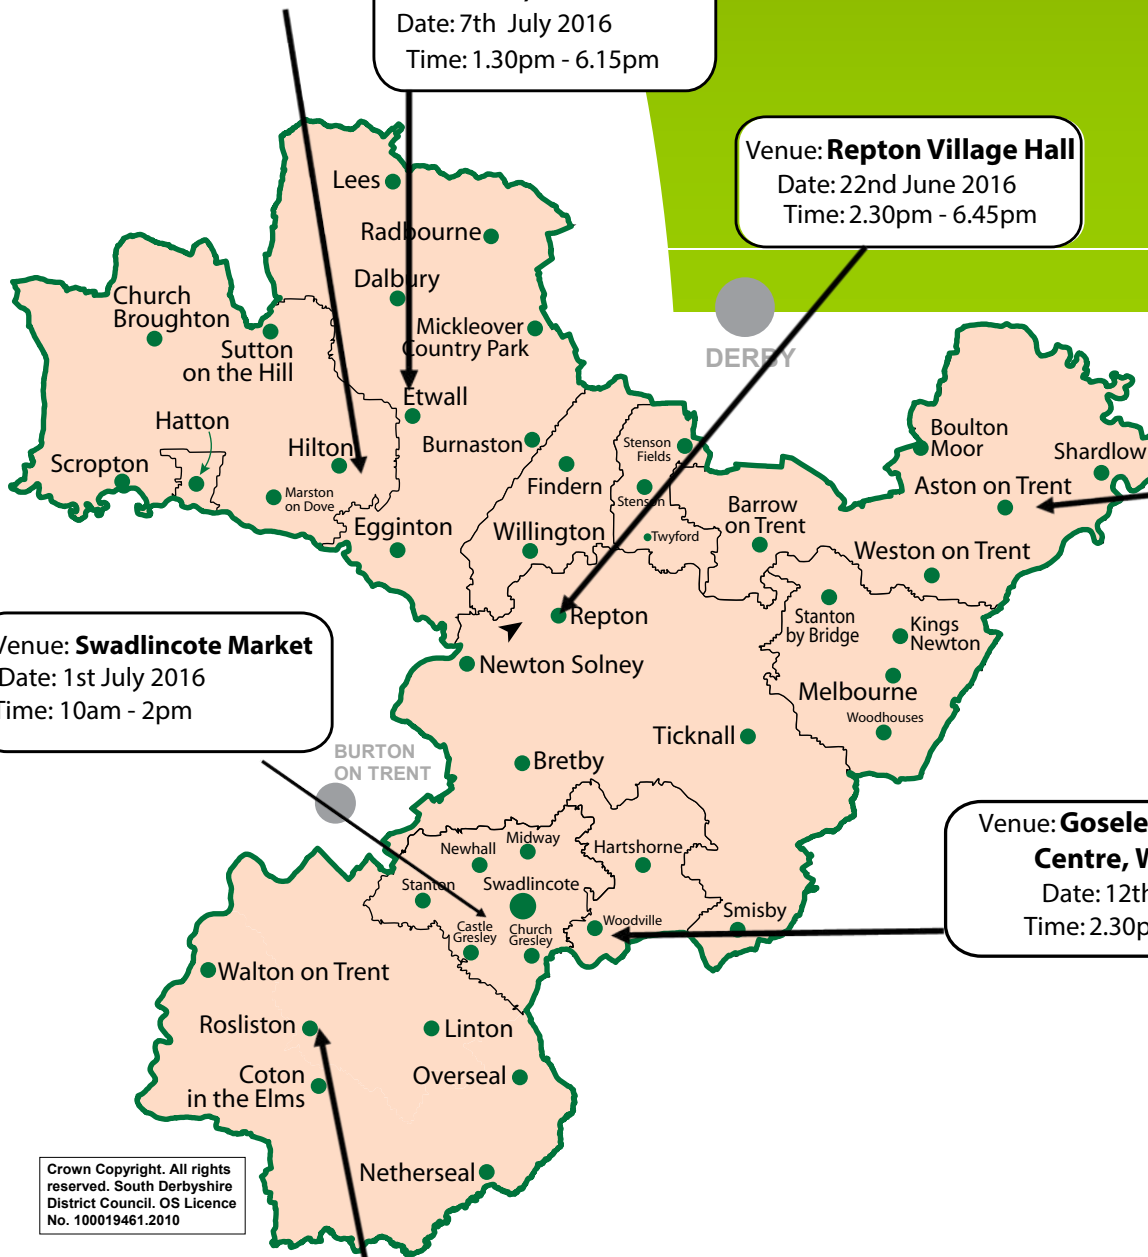 Date: 7th July 2016
Time: 1.30pm - 6.15pm
Venue: Repton Village Hall
Date: 22nd June 2016
Time: 2.30pm - 6.45pm
Lees
Radbourne
Dalbury
Church
Broughton
Mickleover
Country Park
Sutton
on the Hill
DERBY
Etwall
Hatton
Burnaston
Hilton
Stenson
Fields
Boulton
Moor
Shardlow
Scropton
Findern
Aston on Trent
Marston
on Dove
Stenson
Barrow
on Trent
Egginton
Willington
Twyford
Weston on Trent
Repton
Stanton
by Bridge
Kings
Newton
Venue: Swadlincote Market
Date: 1st July 2016
Time: 10am - 2pm
Newton Solney
Melbourne
Woodhouses
Ticknall
BURTON
ON TRENT
Bretby
Midway
Newhall
Hartshorne
Stanton
Swadlincote
Castle
Gresley
Church
Gresley
Woodville
Smisby
Venue: Gosele
Centre, W
Date: 12th
Time: 2.30p
Walton on Trent
Rosliston
Linton
Coton
in the Elms
Overseal
Netherseal
Crown Copyright. All rights
reserved. South Derbyshire
District Council. OS Licence
No. 100019461.2010